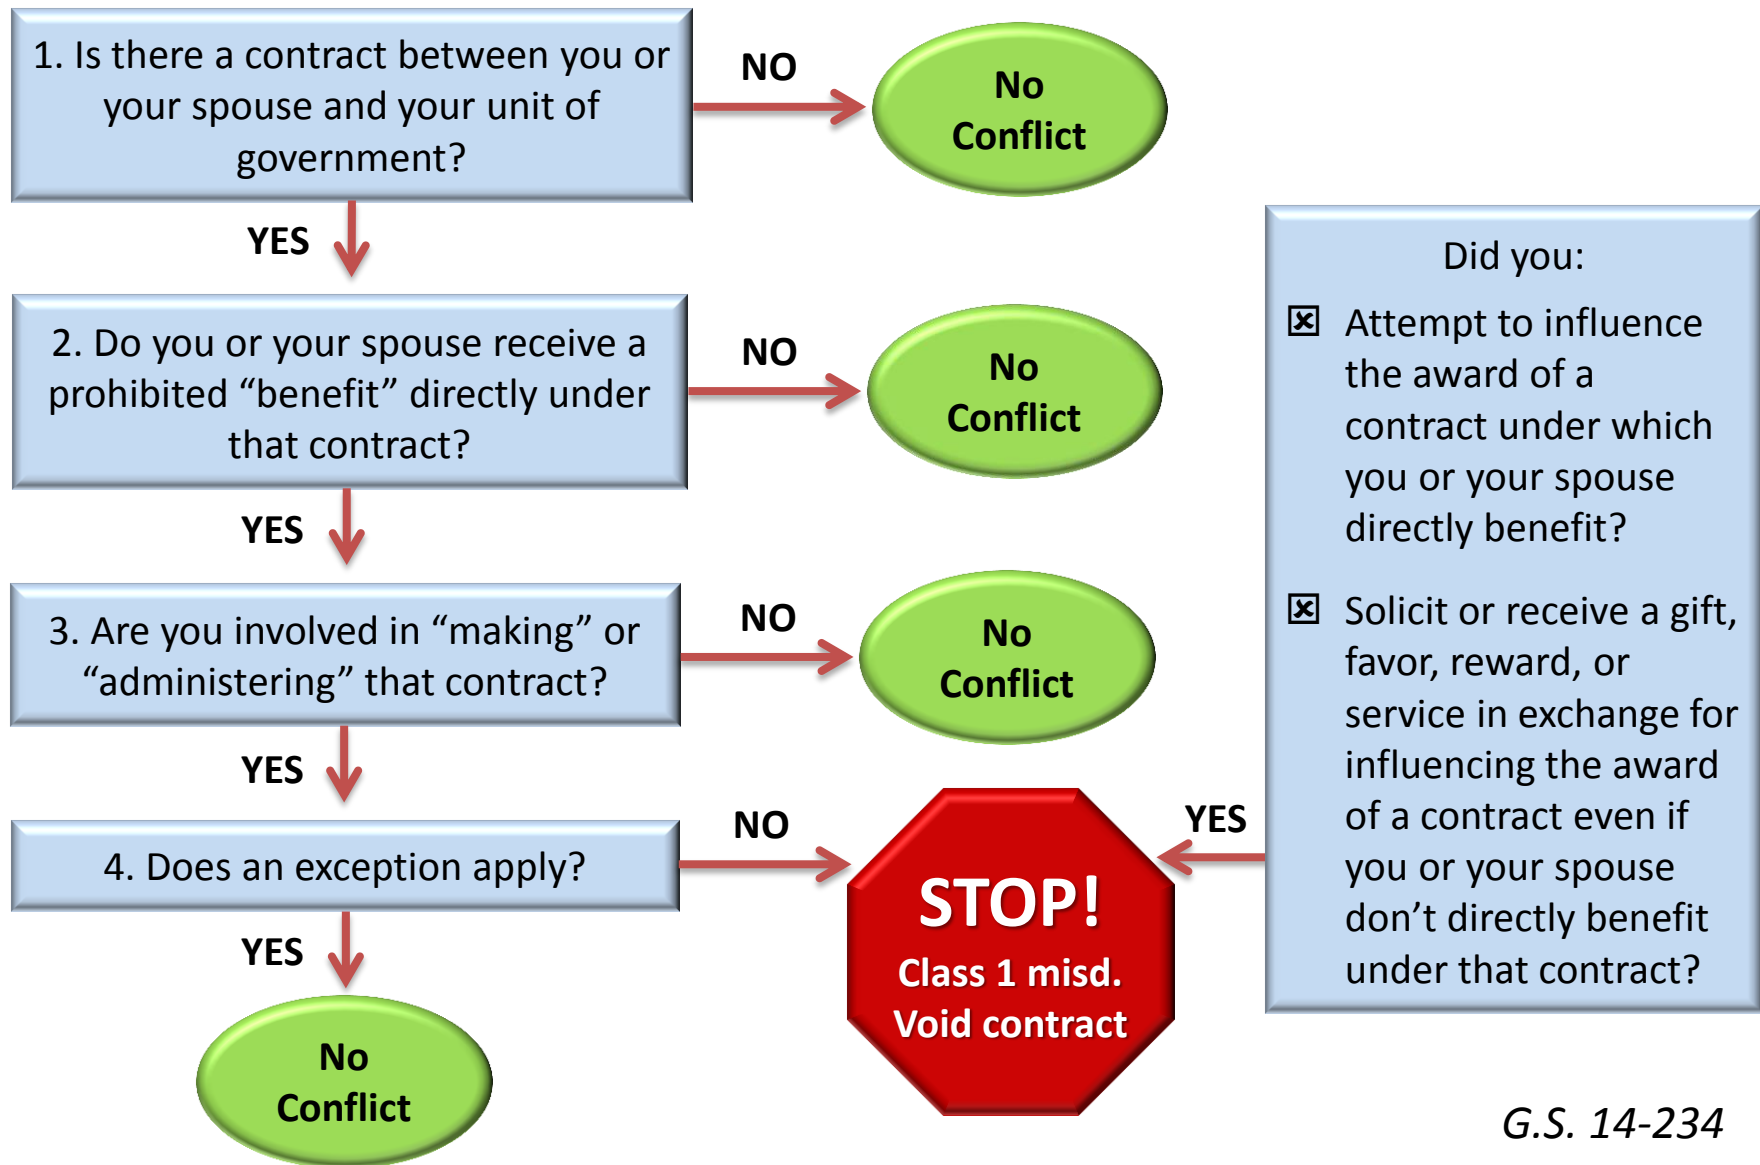 1. Is there a contract between you or
your spouse and your unit of
government?
NO
No
Conflict
YES
2. Do you or your spouse receive a
prohibited “benefit” directly under
that contract?
NO
No
Conflict
YES
3. Are you involved in “making” or
“administering” that contract?
NO
No
Conflict
YES
4. Does an exception apply?
NO
STOP!
Class 1 misd.
Void contract
YES
No
Conflict
Did you:
Attempt to influence
the award of a
contract under which
you or your spouse
directly benefit?
Solicit or receive a gift,
favor, reward, or
service in exchange for
influencing the award
of a contract even if
you or your spouse
don’t directly benefit
under that contract?
YES
G.S. 14-234